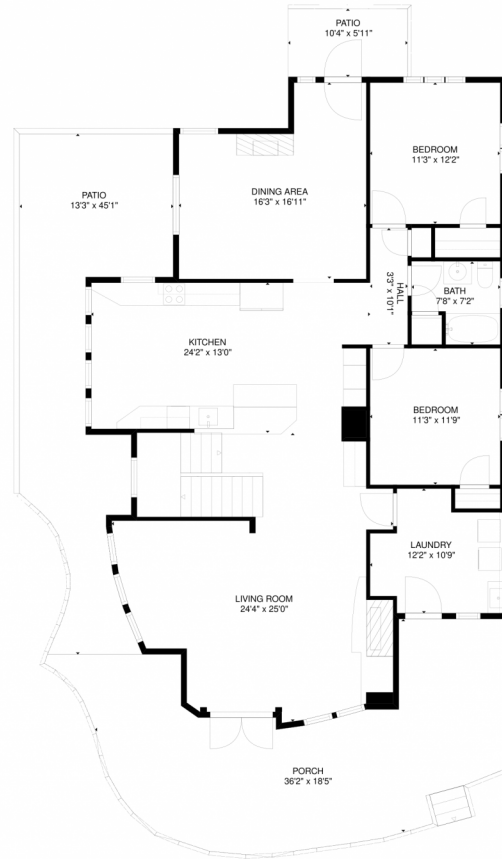 PATIO
10'4" x 5'11"
BEDROOM
11'3" x 12'2"
DINING AREA
16'3" x 16'11"
PATIO
13'3" x 45'1"
HALL
3'3" x 10'1"
BATH
7'8" x 7'2"
KITCHEN
24'2" x 13'0"
BEDROOM
11'3" x 11'9"
LAUNDRY
12'2" x 10'9"
LIVING ROOM
24'4" x 25'0"
PORCH
36'2" x 18'5"